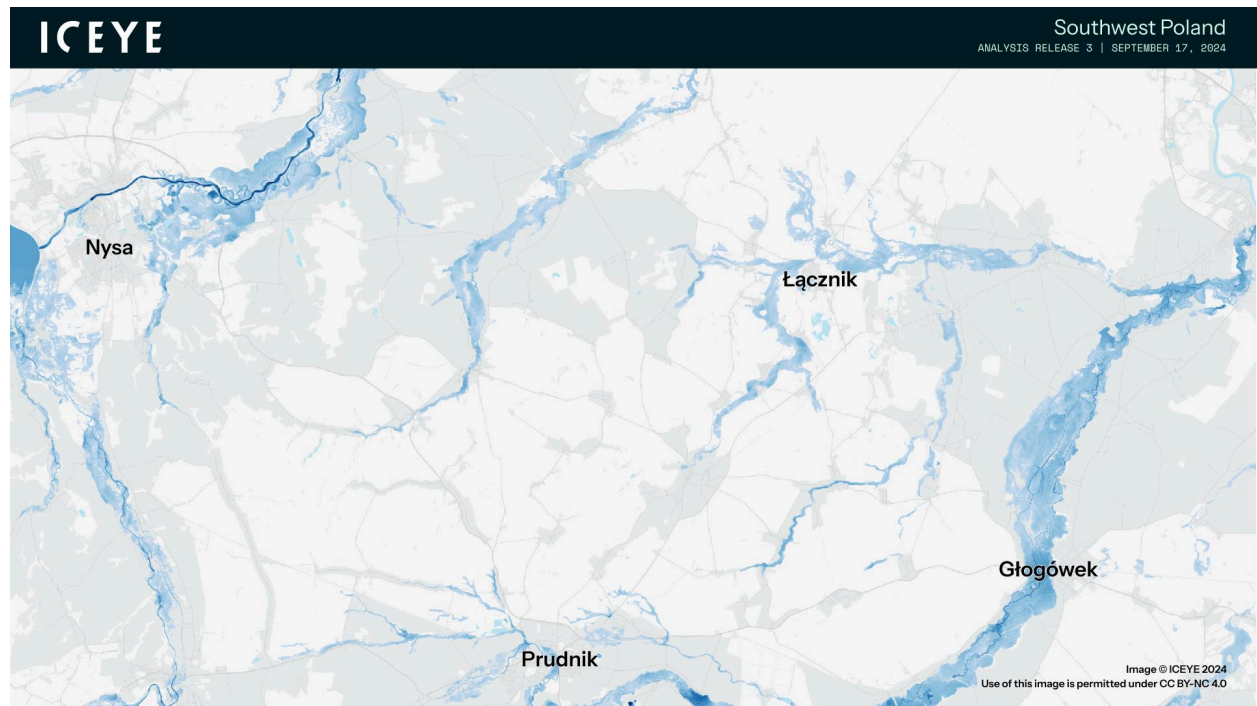 ICEYE
Southwest Poland
ANALYSIS RELEASE 3 | SEPTEMBER 17, 2024
Nysa
Łącznik
Głogówek
Prudnik
Image © ICEYE 2024
Use of this image is permitted under CC BY-NC 4.0